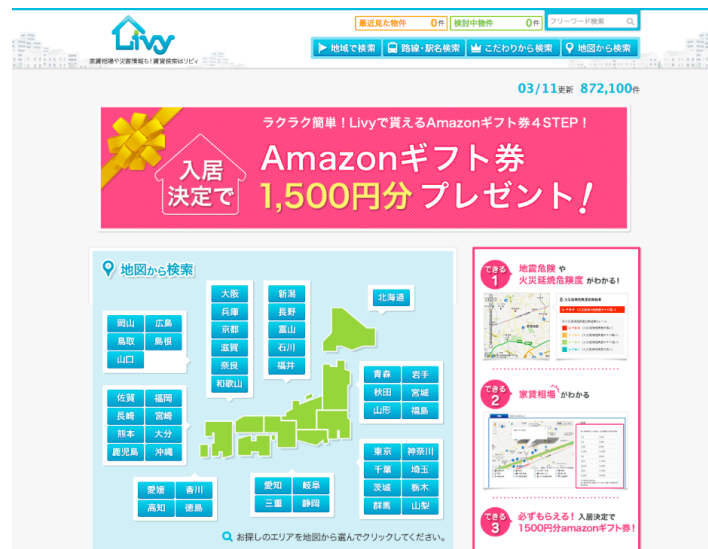 最近見た物件 0件
検討中物件 0件
フリーワード検索
Livy
家賃相場や災害情報も!賃貸検索はリビィ
地域で検索
路線・駅名検索
こだわりから検索
地図から検索
03/11更新 872,100件
ラクラク簡単!Livyで貰えるAmazonギフト券4STEP!
入居
決定で
Amazonギフト券
1,500円分プレゼント!
地図から検索
大阪
兵庫
京都
滋賀
奈良
和歌山
新潟
長野
富山
石川
福井
北海道
岡山 広島
鳥取 島根
山口
青森 岩手
秋田 宮城
山形 福島
佐賀 福岡
長崎 宮崎
熊本 大分
鹿児島 沖縄
東京 神奈川
千葉 埼玉
茨城 栃木
群馬 山梨
愛媛 香川
高知 徳島
愛知 岐阜
三重 静岡
お探しのエリアを地図から選んでクリックしてください。
できる
1
地震危険 や
火災延焼危険度 がわかる!
できる
2
家賃相場 がわかる
できる
3
必ずもらえる! 入居決定で
1500円分amazonギフト券!